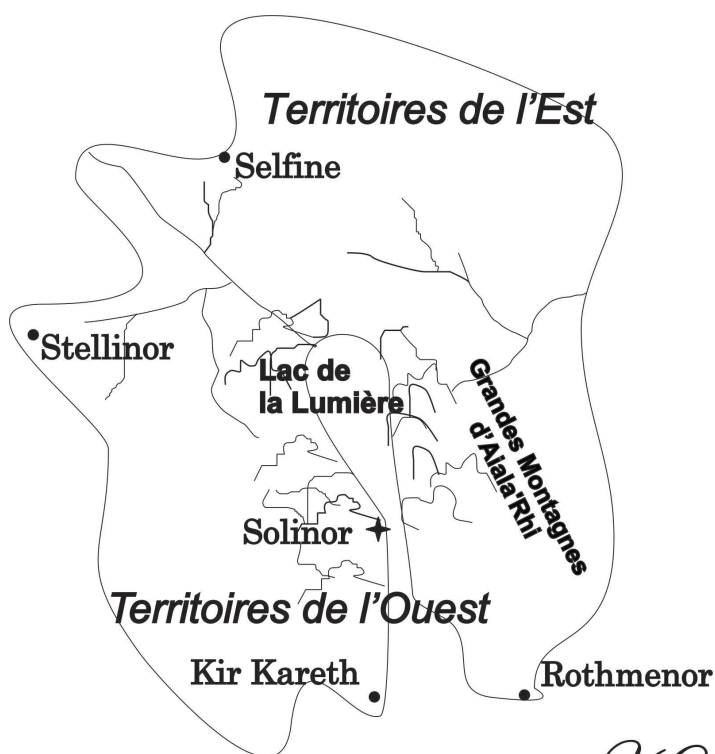 Territoires de l'Est
Selfine
Stellinor
Lac de
la Lumière
Grandes Montagnes
d'Aiala'Rhi
Solinor
Territoires de l'Ouest
Kir Kareth
Rothmenor